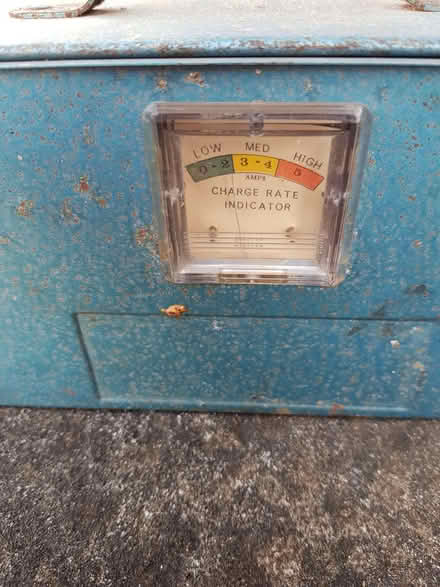 LOW MED HIGH
0-2 3-4 5
AMPS
CHARGE RATE
INDICATOR